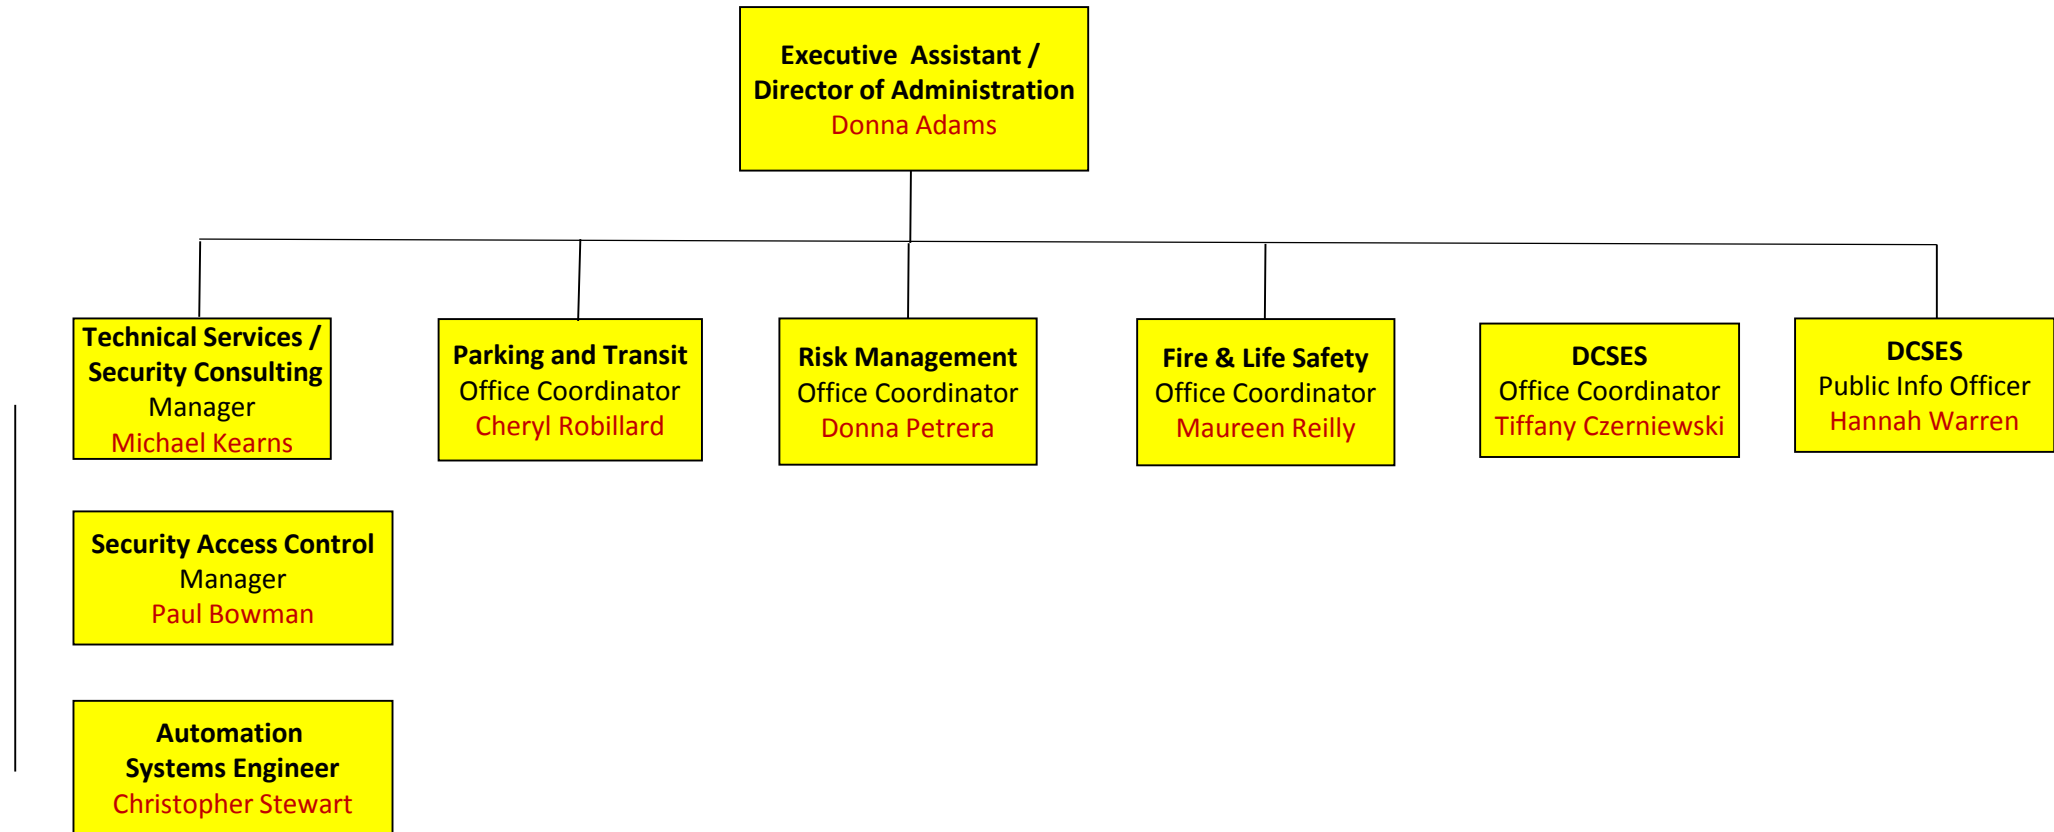 Executive Assistant /
Director of Administration
Donna Adams
Technical Services /
Security Consulting
Manager
Michael Kearns
Parking and Transit
Office Coordinator
Cheryl Robillard
Risk Management
Office Coordinator
Donna Petrera
Fire & Life Safety
Office Coordinator
Maureen Reilly
DCSES
Office Coordinator
Tiffany Czerniewski
DCSES
Public Info Officer
Hannah Warren
Security Access Control
Manager
Paul Bowman
Automation
Systems Engineer
Christopher Stewart